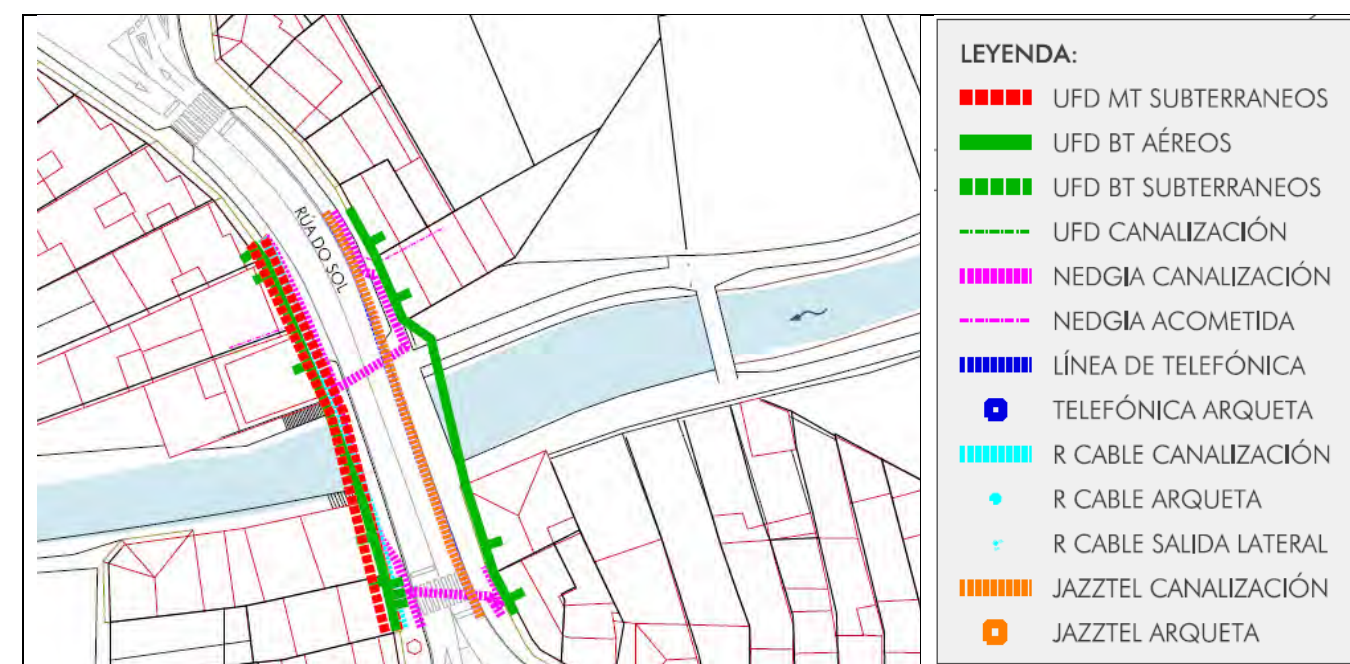 RÚA DO SOL
LEYENDA:
UFD MT SUBTERRANEOS
UFD BT AÉREOS
UFD BT SUBTERRANEOS
UFD CANALIZACIÓN
NEDGIA CANALIZACIÓN
NEDGIA ACOMETIDA
LÍNEA DE TELEFÓNICA
TELEFÓNICA ARQUETA
R CABLE CANALIZACIÓN
R CABLE ARQUETA
R CABLE SALIDA LATERAL
JAZZTEL CANALIZACIÓN
JAZZTEL ARQUETA